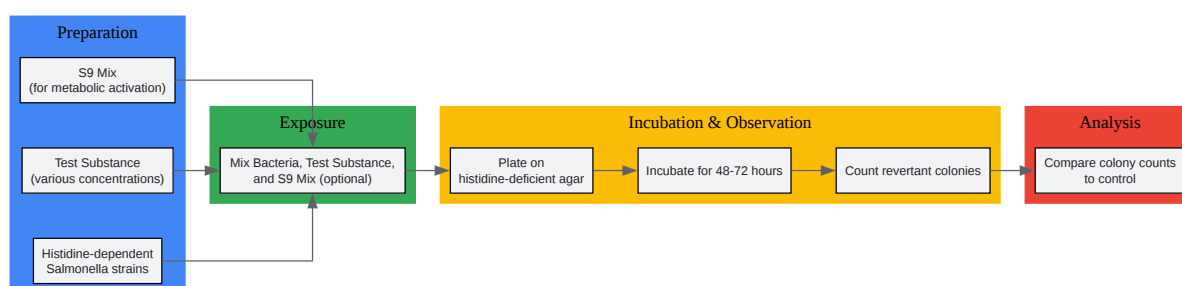 Preparation
S9 Mix
(for metabolic activation)
Test Substance
(various concentrations)
Histidine-dependent
Salmonella strains
Exposure
Mix Bacteria, Test Substance,
and S9 Mix (optional)
Incubation & Observation
Plate on
histidine-deficient agar
Incubate for 48-72 hours
Count revertant colonies
Analysis
Compare colony counts
to control